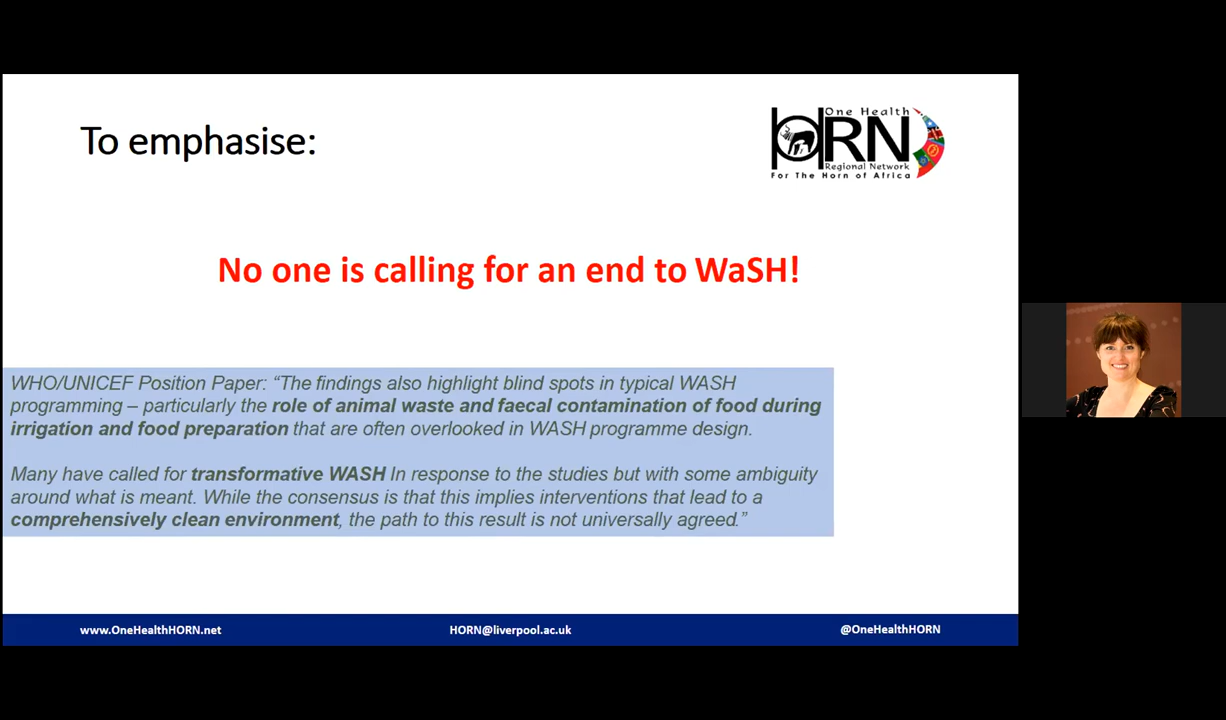 To emphasise:
One Health
HORN
Regional Network
For The Horn of Africa
No one is calling for an end to WaSH!
WHO/UNICEF Position Paper: “The findings also highlight blind spots in typical WASH
programming – particularly the role of animal waste and faecal contamination of food during
irrigation and food preparation that are often overlooked in WASH programme design.
Many have called for transformative WASH In response to the studies but with some ambiguity
around what is meant. While the consensus is that this implies interventions that lead to a
comprehensively clean environment, the path to this result is not universally agreed.”
www.OneHealthHORN.net
HORN@liverpool.ac.uk
@OneHealthHORN